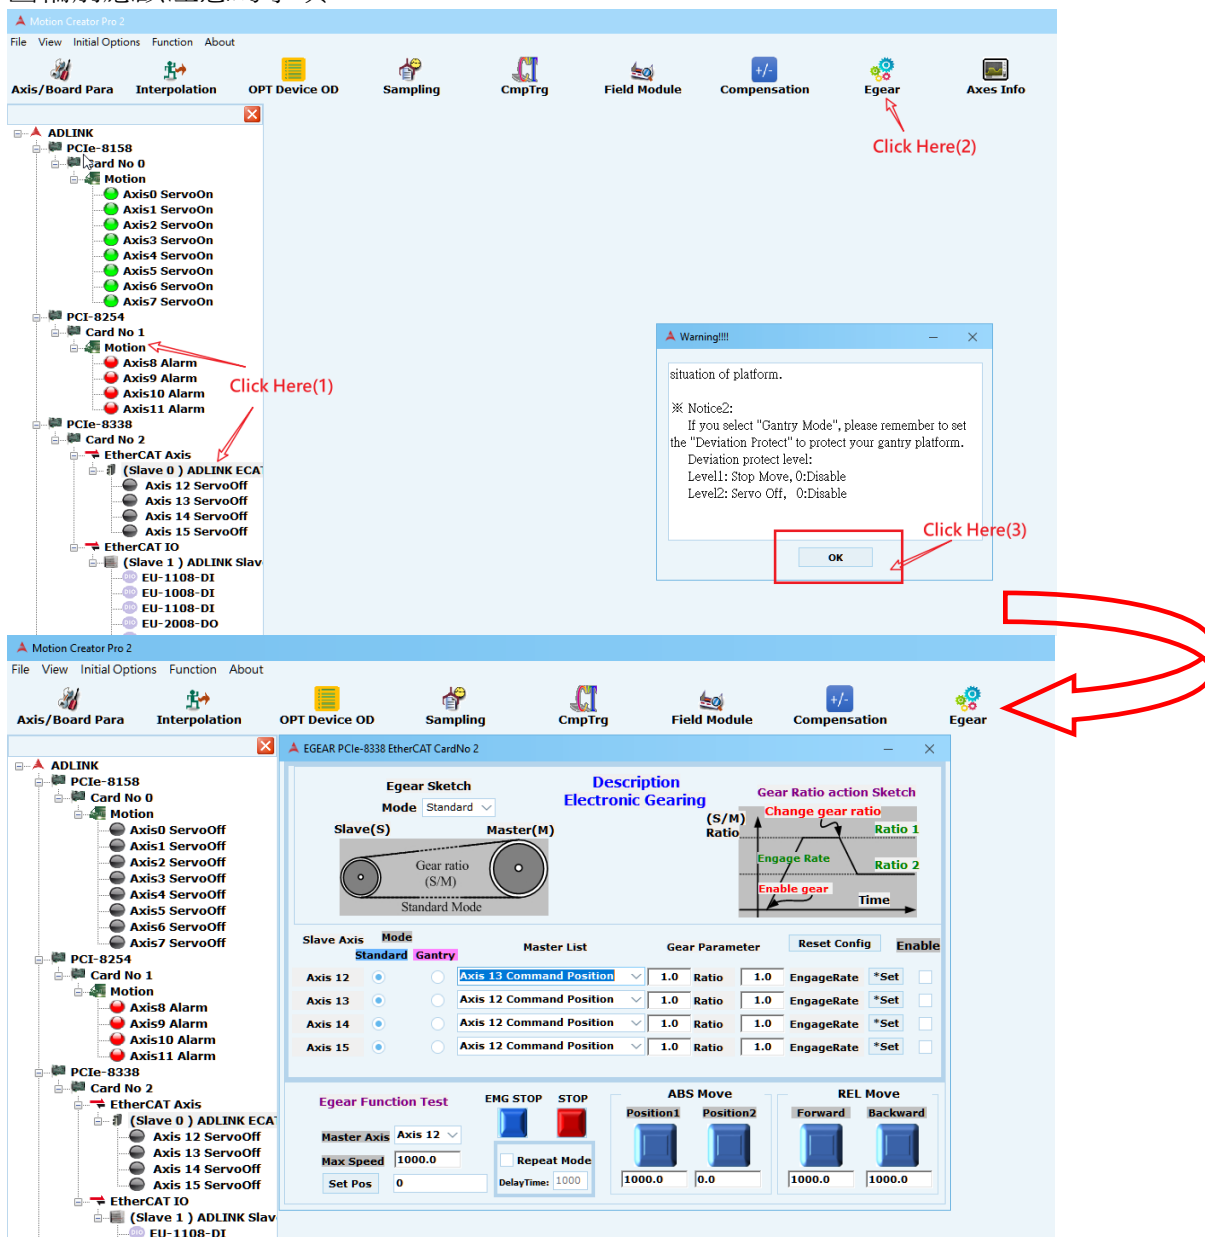 Motion Creator Pro 2
File View Initial Options Function About
Axis/Board Para Interpolation OPT Device OD Sampling CmpTrg Field Module Compensation Egear Axes Info
Click Here(2)
ADLINK
PCIe-8158
Card No 0
Motion
Axis0 ServoOn
Axis1 ServoOn
Axis2 ServoOn
Axis3 ServoOn
Axis4 ServoOn
Axis5 ServoOn
Axis6 ServoOn
Axis7 ServoOn
PCI-8254
Card No 1
Motion
Axis8 Alarm
Axis9 Alarm
Axis10 Alarm
Axis11 Alarm
Click Here(1)
PCIe-8338
Card No 2
EtherCAT Axis
(Slave 0 ) ADLINK ECA
Axis 12 ServoOff
Axis 13 ServoOff
Axis 14 ServoOff
Axis 15 ServoOff
EtherCAT IO
(Slave 1 ) ADLINK Slav
EU-1108-DI
EU-1008-DI
EU-1108-DI
EU-2008-DO
Warning!!!!
situation of platform.
※ Notice2:
If you select "Gantry Mode", please remember to set
the "Deviation Protect" to protect your gantry platform.
Deviation protect level:
Level1: Stop Move, 0:Disable
Level2: Servo Off, 0:Disable
Click Here(3)
OK
Motion Creator Pro 2
File View Initial Options Function About
Axis/Board Para Interpolation OPT Device OD Sampling CmpTrg Field Module Compensation Egear
ADLINK
PCIe-8158
Card No 0
Motion
Axis0 ServoOff
Axis1 ServoOff
Axis2 ServoOff
Axis3 ServoOff
Axis4 ServoOff
Axis5 ServoOff
Axis6 ServoOff
Axis7 ServoOff
PCI-8254
Card No 1
Motion
Axis8 Alarm
Axis9 Alarm
Axis10 Alarm
Axis11 Alarm
PCIe-8338
Card No 2
EtherCAT Axis
(Slave 0 ) ADLINK ECA
Axis 12 ServoOff
Axis 13 ServoOff
Axis 14 ServoOff
Axis 15 ServoOff
EtherCAT IO
(Slave 1 ) ADLINK Slav
EU-1108-DI
EGEAR PCIe-8338 EtherCAT CardNo 2
Egear Sketch
Mode Standard
Slave(S) Master(M)
Gear ratio
(S/M)
Standard Mode
Description
Electronic Gearing
Gear Ratio action Sketch
(S/M)
Ratio
Change gear ratio
Ratio 1
Engage Rate
Ratio 2
Enable gear
Time
Slave Axis Mode Master List Gear Parameter Reset Config Enable
Standard Gantry
Axis 12 Axis 13 Command Position 1.0 Ratio 1.0 EngageRate *Set
Axis 13 Axis 12 Command Position 1.0 Ratio 1.0 EngageRate *Set
Axis 14 Axis 12 Command Position 1.0 Ratio 1.0 EngageRate *Set
Axis 15 Axis 12 Command Position 1.0 Ratio 1.0 EngageRate *Set
Egear Function Test
Master Axis Axis 12
Max Speed 1000.0
Set Pos 0
EMG STOP STOP
Repeat Mode
DelayTime: 1000
ABS Move
Position1 Position2
1000.0 0.0
REL Move
Forward Backward
1000.0 1000.0